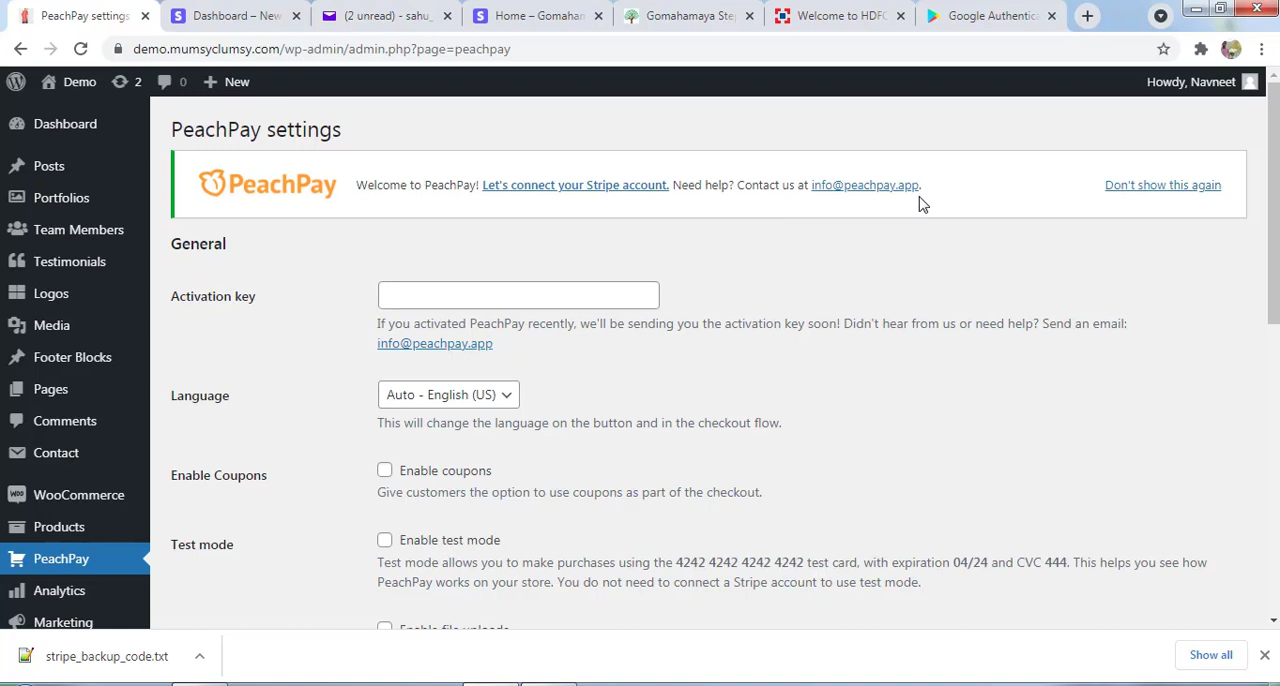 PeachPay settings
Dashboard – New
(2 unread) - sahu_
Home – Gomaham
Gomahamaya Step
Welcome to HDFC
Google Authentica
demo.mumsyclumsy.com/wp-admin/admin.php?page=peachpay
Demo
2
0
New
Howdy, Navneet
Dashboard
Posts
Portfolios
Team Members
Testimonials
Logos
Media
Footer Blocks
Pages
Comments
Contact
WooCommerce
Products
PeachPay
Analytics
Marketing
PeachPay settings
PeachPay
Welcome to PeachPay! Let's connect your Stripe account. Need help? Contact us at info@peachpay.app.
Don't show this again
General
Activation key
If you activated PeachPay recently, we'll be sending you the activation key soon! Didn't hear from us or need help? Send an email:
info@peachpay.app
Language
Auto - English (US)
This will change the language on the button and in the checkout flow.
Enable Coupons
Enable coupons
Give customers the option to use coupons as part of the checkout.
Test mode
Enable test mode
Test mode allows you to make purchases using the 4242 4242 4242 4242 test card, with expiration 04/24 and CVC 444. This helps you see how
PeachPay works on your store. You do not need to connect a Stripe account to use test mode.
Enable file uploads
stripe_backup_code.txt
Show all